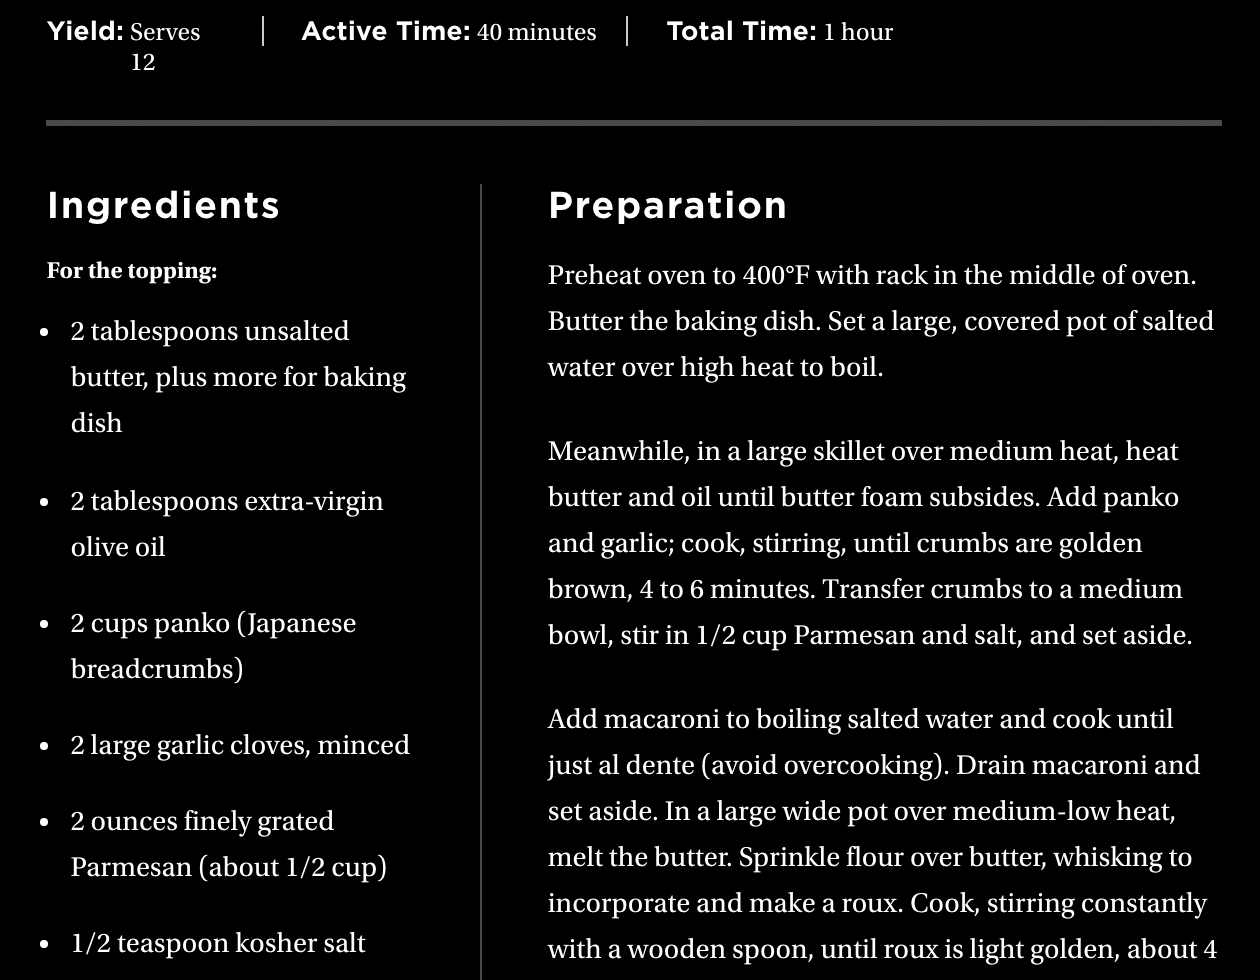 Yield: Serves
12
Active Time: 40 minutes
Total Time: 1 hour
Ingredients
For the topping:
• 2 tablespoons unsalted
butter, plus more for baking
dish
• 2 tablespoons extra-virgin
olive oil
• 2 cups panko (Japanese
breadcrumbs)
• 2 large garlic cloves, minced
• 2 ounces finely grated
Parmesan (about 1/2 cup)
• 1/2 teaspoon kosher salt
Preparation
Preheat oven to 400°F with rack in the middle of oven.
Butter the baking dish. Set a large, covered pot of salted
water over high heat to boil.
Meanwhile, in a large skillet over medium heat, heat
butter and oil until butter foam subsides. Add panko
and garlic; cook, stirring, until crumbs are golden
brown, 4 to 6 minutes. Transfer crumbs to a medium
bowl, stir in 1/2 cup Parmesan and salt, and set aside.
Add macaroni to boiling salted water and cook until
just al dente (avoid overcooking). Drain macaroni and
set aside. In a large wide pot over medium-low heat,
melt the butter. Sprinkle flour over butter, whisking to
incorporate and make a roux. Cook, stirring constantly
with a wooden spoon, until roux is light golden, about 4